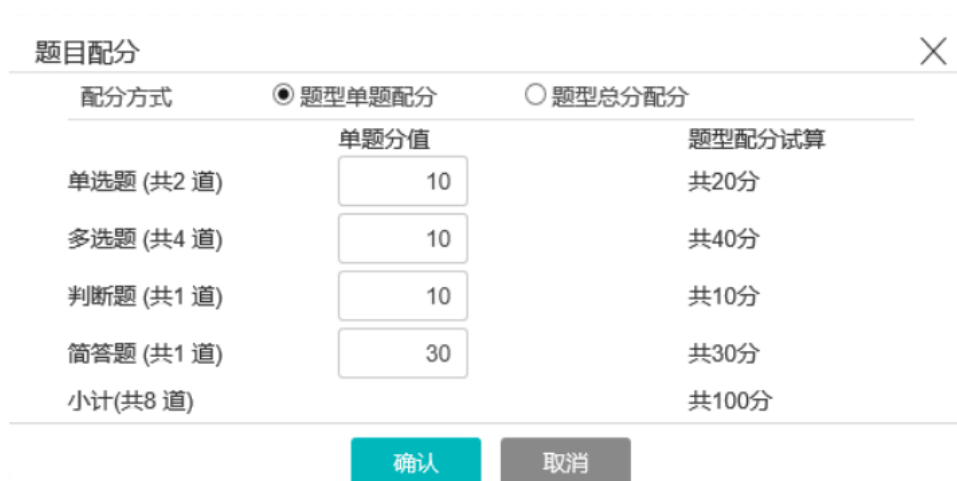 题目配分
配分方式 题型单题配分 题型总分配分
单题分值 题型配分试算
单选题 (共2 道) 10 共20分
多选题 (共4 道) 10 共40分
判断题 (共1 道) 10 共10分
简答题 (共1 道) 30 共30分
小计(共8 道) 共100分
确认 取消